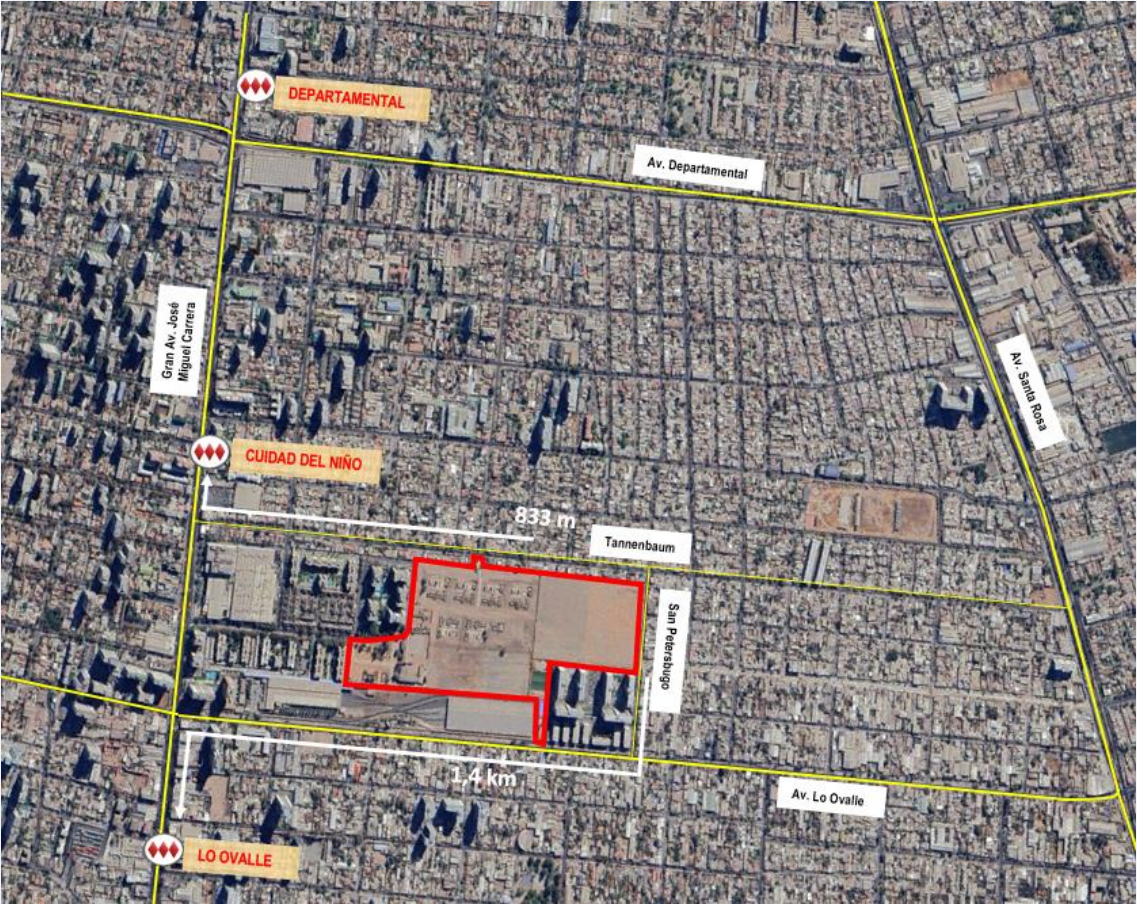 DEPARTAMENTAL
Av. Departamental
Gran Av. José
Miguel Carrera
Av. Santa Rosa
CUIDAD DEL NIÑO
833 m
Tannenbaum
San Petersbugo
1,4 km
Av. Lo Ovalle
LO OVALLE